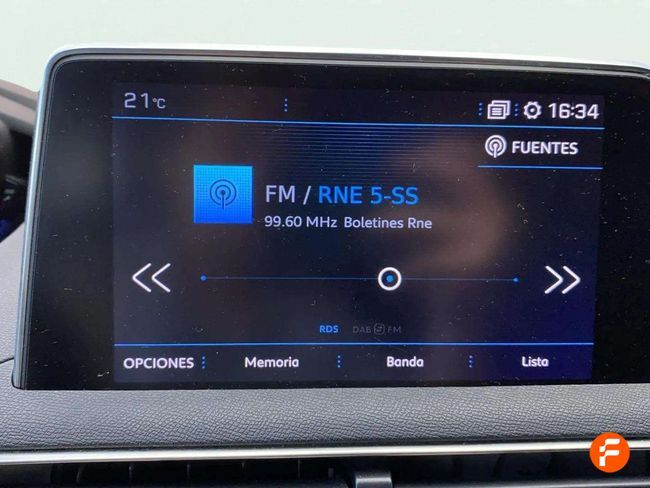 21°C 16:34
FUENTES
FM / RNE 5-SS
99.60 MHz Boletines Rne
RDS DAB FM
OPCIONES Memoria Banda Lista